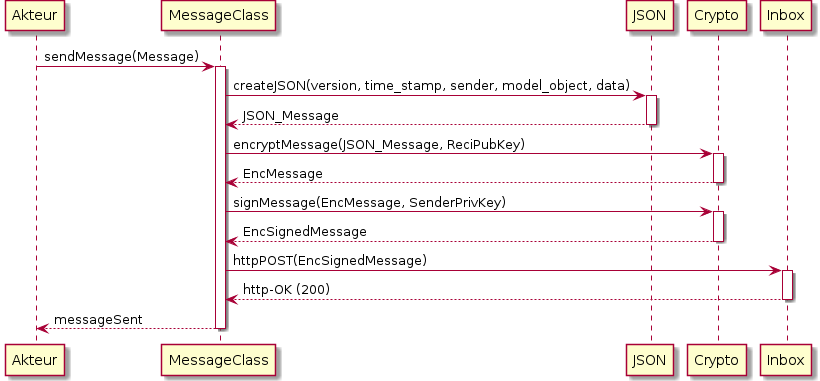 Akteur MessageClass JSON Crypto Inbox
sendMessage(Message)
createJSON(version, time_stamp, sender, model_object, data)
JSON_Message
encryptMessage(JSON_Message, ReciPubKey)
EncMessage
signMessage(EncMessage, SenderPrivKey)
EncSignedMessage
httpPOST(EncSignedMessage)
http-OK (200)
messageSent
Akteur MessageClass JSON Crypto Inbox